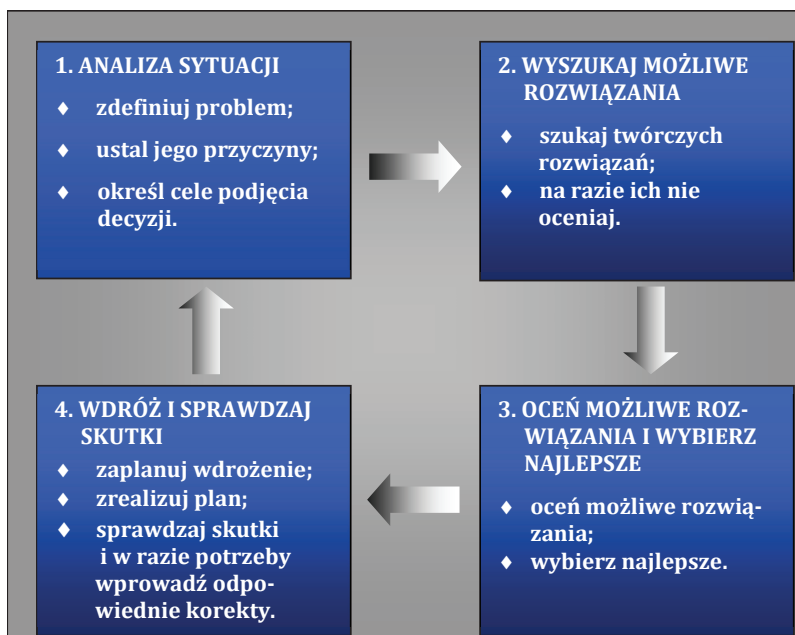 1. ANALIZA SYTUACJI
♦ zdefiniuj problem;
♦ ustal jego przyczyny;
♦ określ cele podjęcia
decyzji.
2. WYSZUKAJ MOŻLIWE
ROZWIĄZANIA
♦ szukaj twórczych
rozwiązań;
♦ na razie ich nie
oceniaj.
3. OCEŃ MOŻLIWE ROZ-
WIĄZANIA I WYBIERZ
NAJLEPSZE
♦ oceń możliwe rozwią-
zania;
♦ wybierz najlepsze.
4. WDRÓŻ I SPRAWDZAJ
SKUTKI
♦ zaplanuj wdrożenie;
♦ zrealizuj plan;
♦ sprawdzaj skutki
i w razie potrzeby
wprowadź odpo-
wiednie korekty.